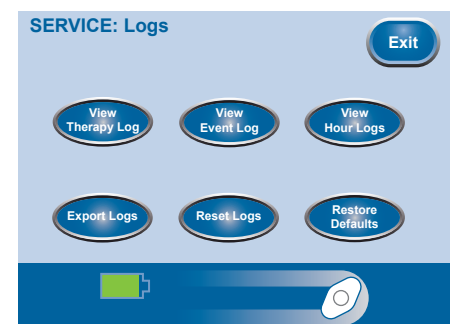 SERVICE: Logs
Exit
View
Therapy Log
View
Event Log
View
Hour Logs
Export Logs
Reset Logs
Restore
Defaults